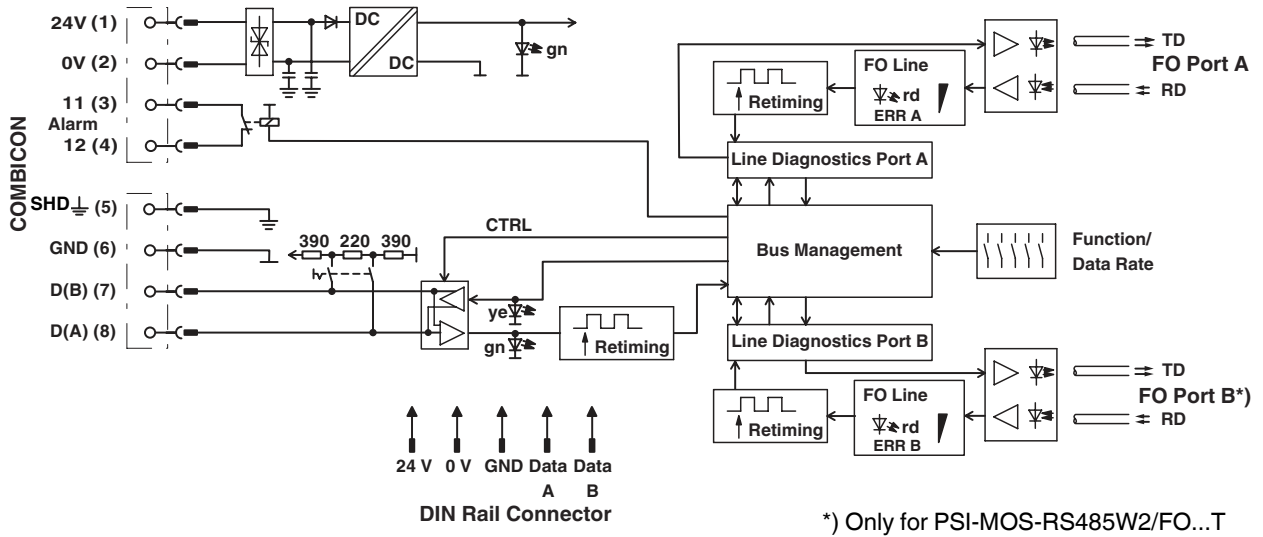 COMBICON
24V (1)
0V (2)
11 (3)
Alarm
12 (4)
SHD (5)
GND (6)
D(B) (7)
D(A) (8)
DC
DC
gn
390 220 390
CTRL
ye
gn
Retiming
Retiming
FO Line
rd
ERR A
TD
FO Port A
RD
Line Diagnostics Port A
Bus Management
Function/
Data Rate
Line Diagnostics Port B
Retiming
FO Line
rd
ERR B
TD
FO Port B*)
RD
24 V 0 V GND Data Data
A B
DIN Rail Connector
*) Only for PSI-MOS-RS485W2/FO...T